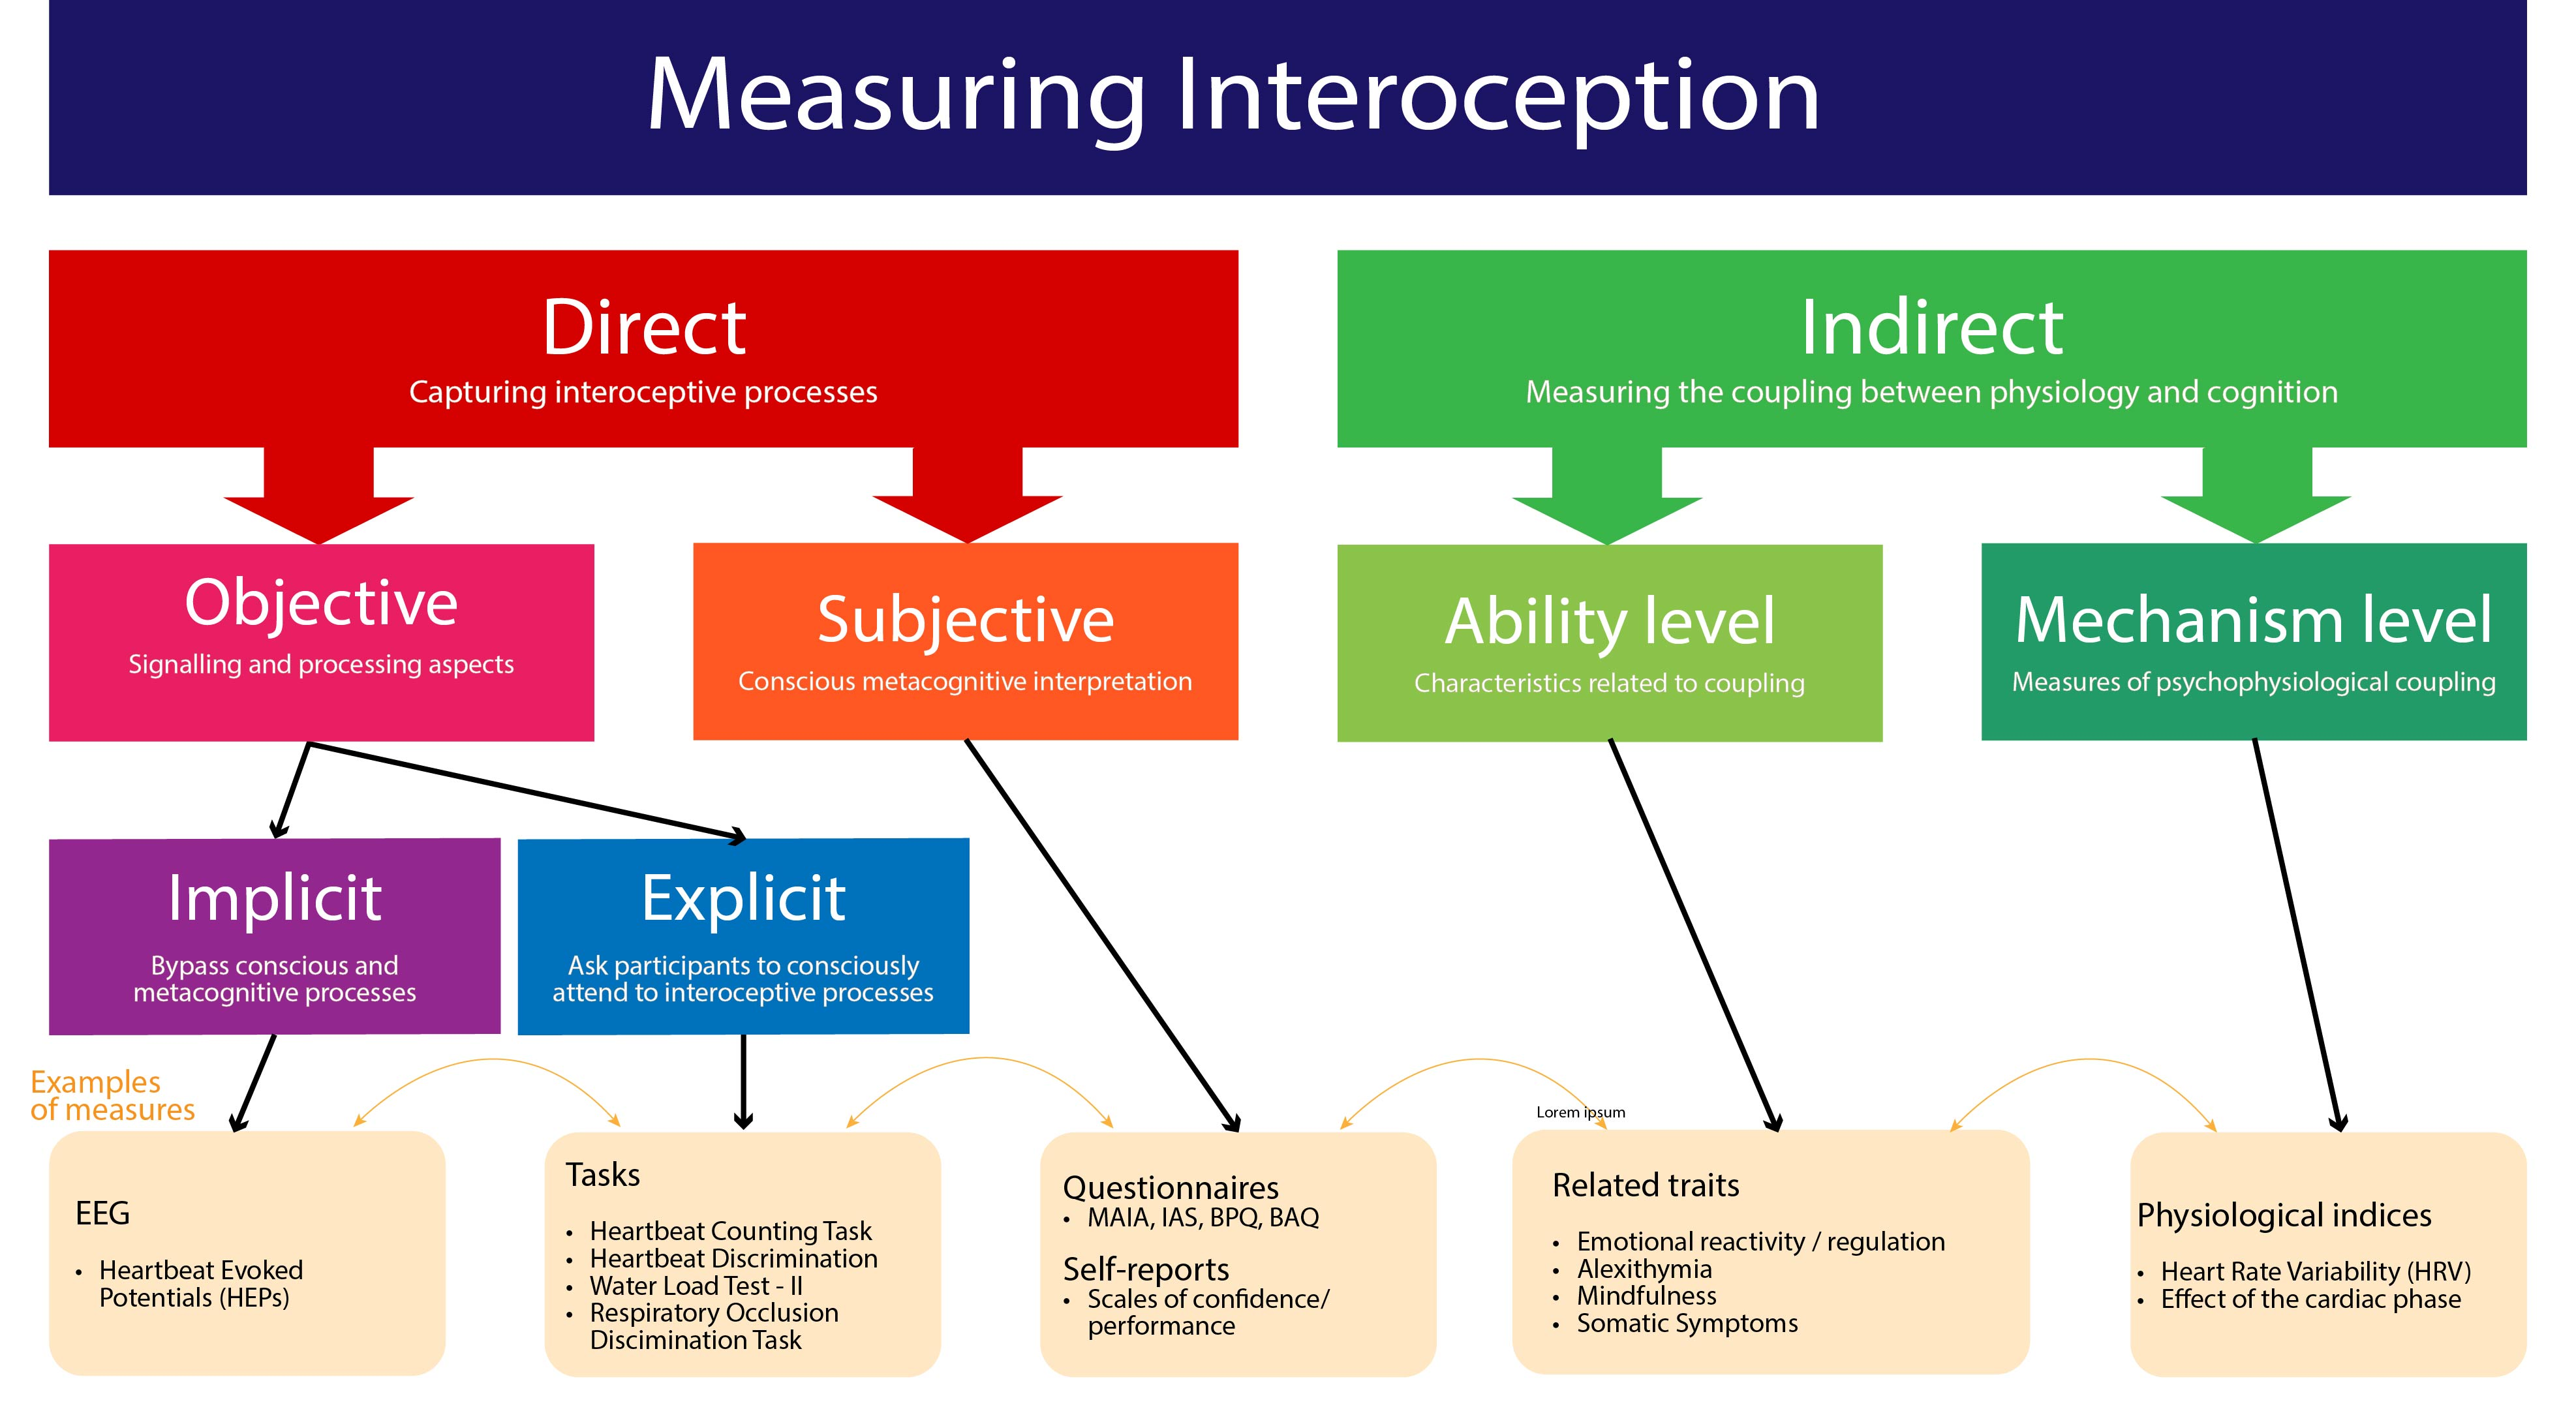 Measuring Interoception
Direct
Capturing interoceptive processes
Indirect
Measuring the coupling between physiology and cognition
Objective
Signalling and processing aspects
Subjective
Conscious metacognitive interpretation
Ability level
Characteristics related to coupling
Mechanism level
Measures of psychophysiological coupling
Implicit
Bypass conscious and
metacognitive processes
Explicit
Ask participants to consciously
attend to interoceptive processes
Examples
of measures
Lorem ipsum
EEG
• Heartbeat Evoked
Potentials (HEPs)
Tasks
• Heartbeat Counting Task
• Heartbeat Discrimination
• Water Load Test - II
• Respiratory Occlusion
Discimination Task
Questionnaires
• MAIA, IAS, BPQ, BAQ
Self-reports
• Scales of confidence/
performance
Related traits
• Emotional reactivity / regulation
• Alexithymia
• Mindfulness
• Somatic Symptoms
Physiological indices
• Heart Rate Variability (HRV)
• Effect of the cardiac phase